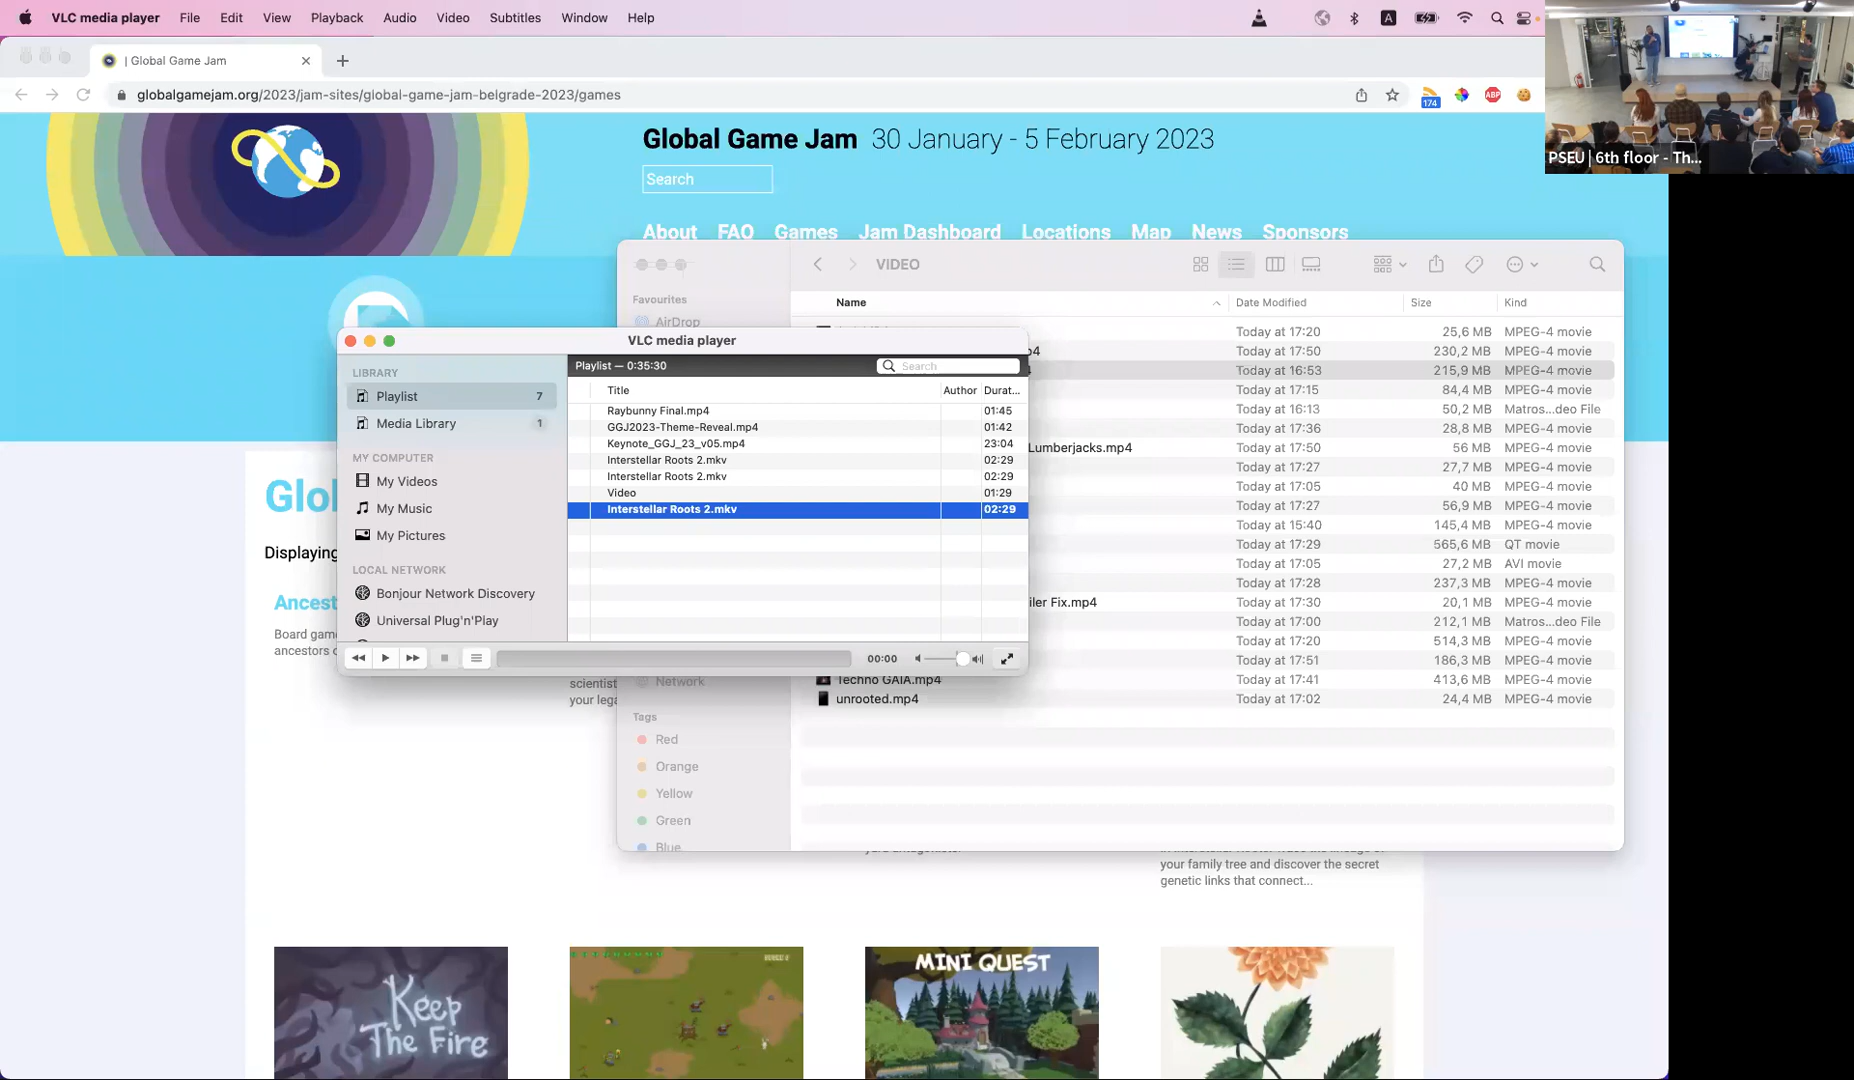 VLC media player File Edit View Playback Audio Video Subtitles Window Help
| Global Game Jam
globalgamejam.org/2023/jam-sites/global-game-jam-belgrade-2023/games
174
ABP
PSEU | 6th floor - Th...
Global Game Jam 30 January - 5 February 2023
Search
About FAQ Games Jam Dashboard Locations Map News Sponsors
VIDEO
Favourites
AirDrop
Network
Tags
Red
Orange
Yellow
Green
Blue
Name Date Modified Size Kind
Today at 17:20 25,6 MB MPEG-4 movie
Today at 17:50 230,2 MB MPEG-4 movie
Today at 16:53 215,9 MB MPEG-4 movie
Today at 17:15 84,4 MB MPEG-4 movie
Today at 16:13 50,2 MB Matros...deo File
Today at 17:36 28,8 MB MPEG-4 movie
Lumberjacks.mp4 Today at 17:50 56 MB MPEG-4 movie
Today at 17:27 27,7 MB MPEG-4 movie
Today at 17:05 40 MB MPEG-4 movie
Today at 17:27 56,9 MB MPEG-4 movie
Today at 15:40 145,4 MB MPEG-4 movie
Today at 17:29 565,6 MB QT movie
Today at 17:05 27,2 MB AVI movie
Today at 17:28 237,3 MB MPEG-4 movie
iler Fix.mp4 Today at 17:30 20,1 MB MPEG-4 movie
Today at 17:00 212,1 MB Matros...deo File
Today at 17:20 514,3 MB MPEG-4 movie
Today at 17:51 186,3 MB MPEG-4 movie
Techno GAIA.mp4 Today at 17:41 413,6 MB MPEG-4 movie
unrooted.mp4 Today at 17:02 24,4 MB MPEG-4 movie
VLC media player
LIBRARY
Playlist 7
Media Library 1
MY COMPUTER
My Videos
My Music
My Pictures
LOCAL NETWORK
Bonjour Network Discovery
Universal Plug'n'Play
Playlist — 0:35:30
Search
Title Author Durat...
Raybunny Final.mp4 01:45
GGJ2023-Theme-Reveal.mp4 01:42
Keynote_GGJ_23_v05.mp4 23:04
Interstellar Roots 2.mkv 02:29
Interstellar Roots 2.mkv 02:29
Video 01:29
Interstellar Roots 2.mkv 02:29
00:00
Glob
Displaying
Ancest
Board gam
ancestors o
scientist
your lega
your family tree and discover the secret
genetic links that connect...
Keep
The Fire
MINI QUEST